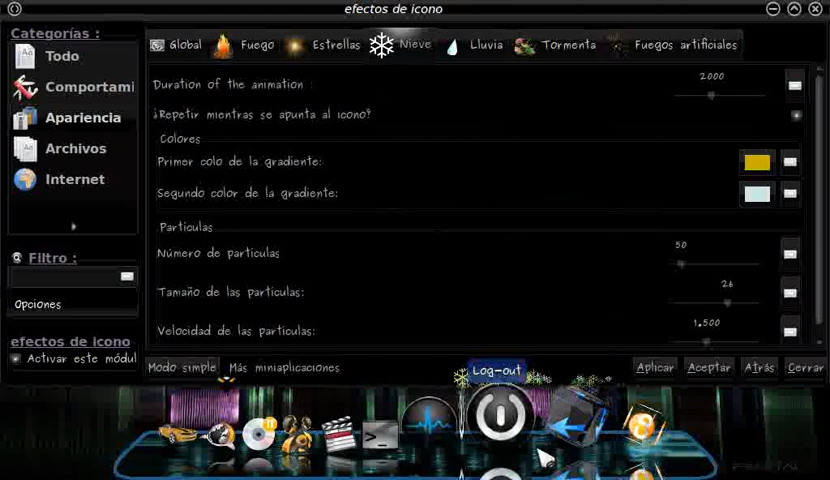 efectos de icono
Categorías :
Todo
Comportami
Apariencia
Archivos
Internet
Filtro :
Opciones
efectos de icono
Activar este módul
Global
Fuego
Estrellas
Nieve
Lluvia
Tormenta
Fuegos artificiales
Duration of the animation :
2000
¿Repetir mientras se apunta al icono?
Colores
Primer colo de la gradiente:
Segundo color de la gradiente:
Particulas
Número de particulas
50
Tamaño de las particulas:
26
Velocidad de las particulas:
1,500
Modo simple
Más miniaplicaciones
Aplicar
Aceptar
Atrás
Cerrar
Log-out